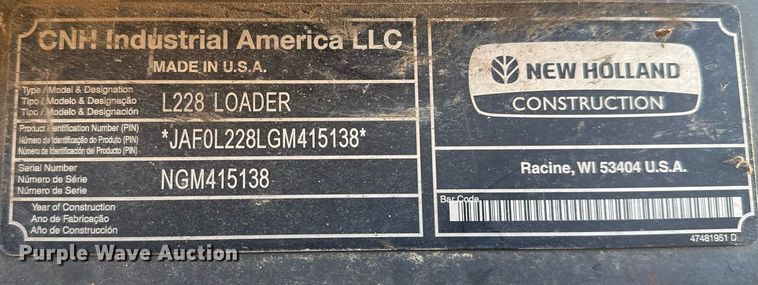 CNH Industrial America LLC
MADE IN U.S.A.
Type / Model & Designation
Tipo / Modelo & Designação
Tipo / Modelo & Designación
L228 LOADER
Product Identification Number (PIN)
Número de Identificação do Produto (PIN)
Número de Identificación del Producto (PIN)
*JAF0L228LGM415138*
Serial Number
Número de Série
Número de Serie
NGM415138
Year of Construction
Ano de Fabricação
Año de Construcción
NEW HOLLAND
CONSTRUCTION
Racine, WI 53404 U.S.A.
Bar Code
47481951 D
Purple Wave Auction